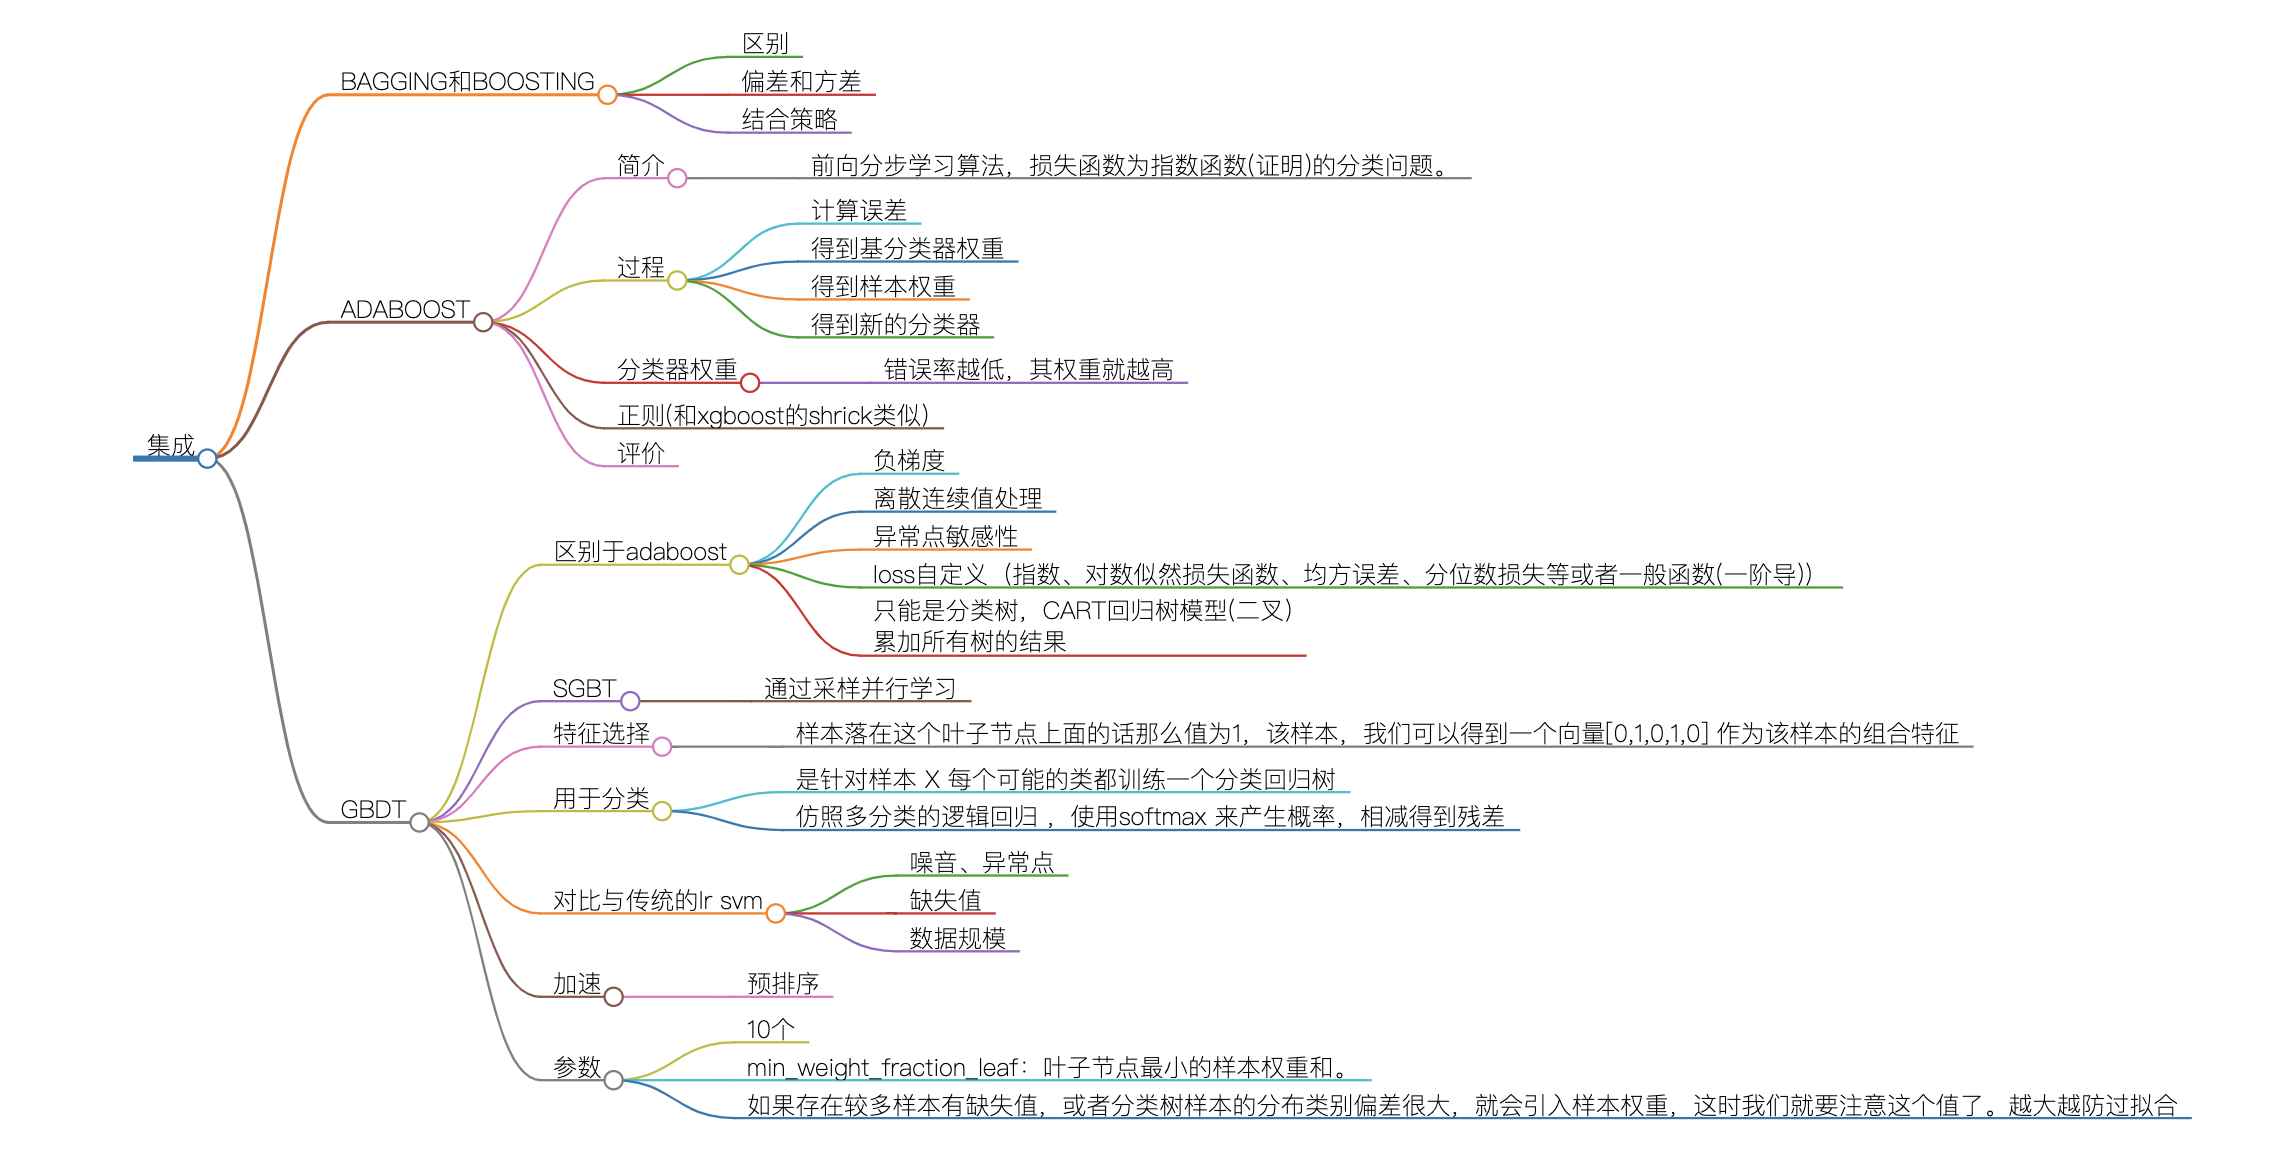 集成
BAGGING和BOOSTING
区别
偏差和方差
结合策略
ADABOOST
简介
前向分步学习算法，损失函数为指数函数(证明)的分类问题。
过程
计算误差
得到基分类器权重
得到样本权重
得到新的分类器
分类器权重
错误率越低，其权重就越高
正则(和xgboost的shrick类似)
评价
GBDT
区别于adaboost
负梯度
离散连续值处理
异常点敏感性
loss自定义（指数、对数似然损失函数、均方误差、分位数损失等或者一般函数(一阶导)）
只能是分类树，CART回归树模型(二叉)
累加所有树的结果
SGBT
通过采样并行学习
特征选择
样本落在这个叶子节点上面的话那么值为1，该样本，我们可以得到一个向量[0,1,0,1,0] 作为该样本的组合特征
用于分类
是针对样本 X 每个可能的类都训练一个分类回归树
仿照多分类的逻辑回归 ，使用softmax 来产生概率，相减得到残差
对比与传统的lr svm
噪音、异常点
缺失值
数据规模
加速
预排序
参数
10个
min_weight_fraction_leaf：叶子节点最小的样本权重和。
如果存在较多样本有缺失值，或者分类树样本的分布类别偏差很大，就会引入样本权重，这时我们就要注意这个值了。越大越防过拟合